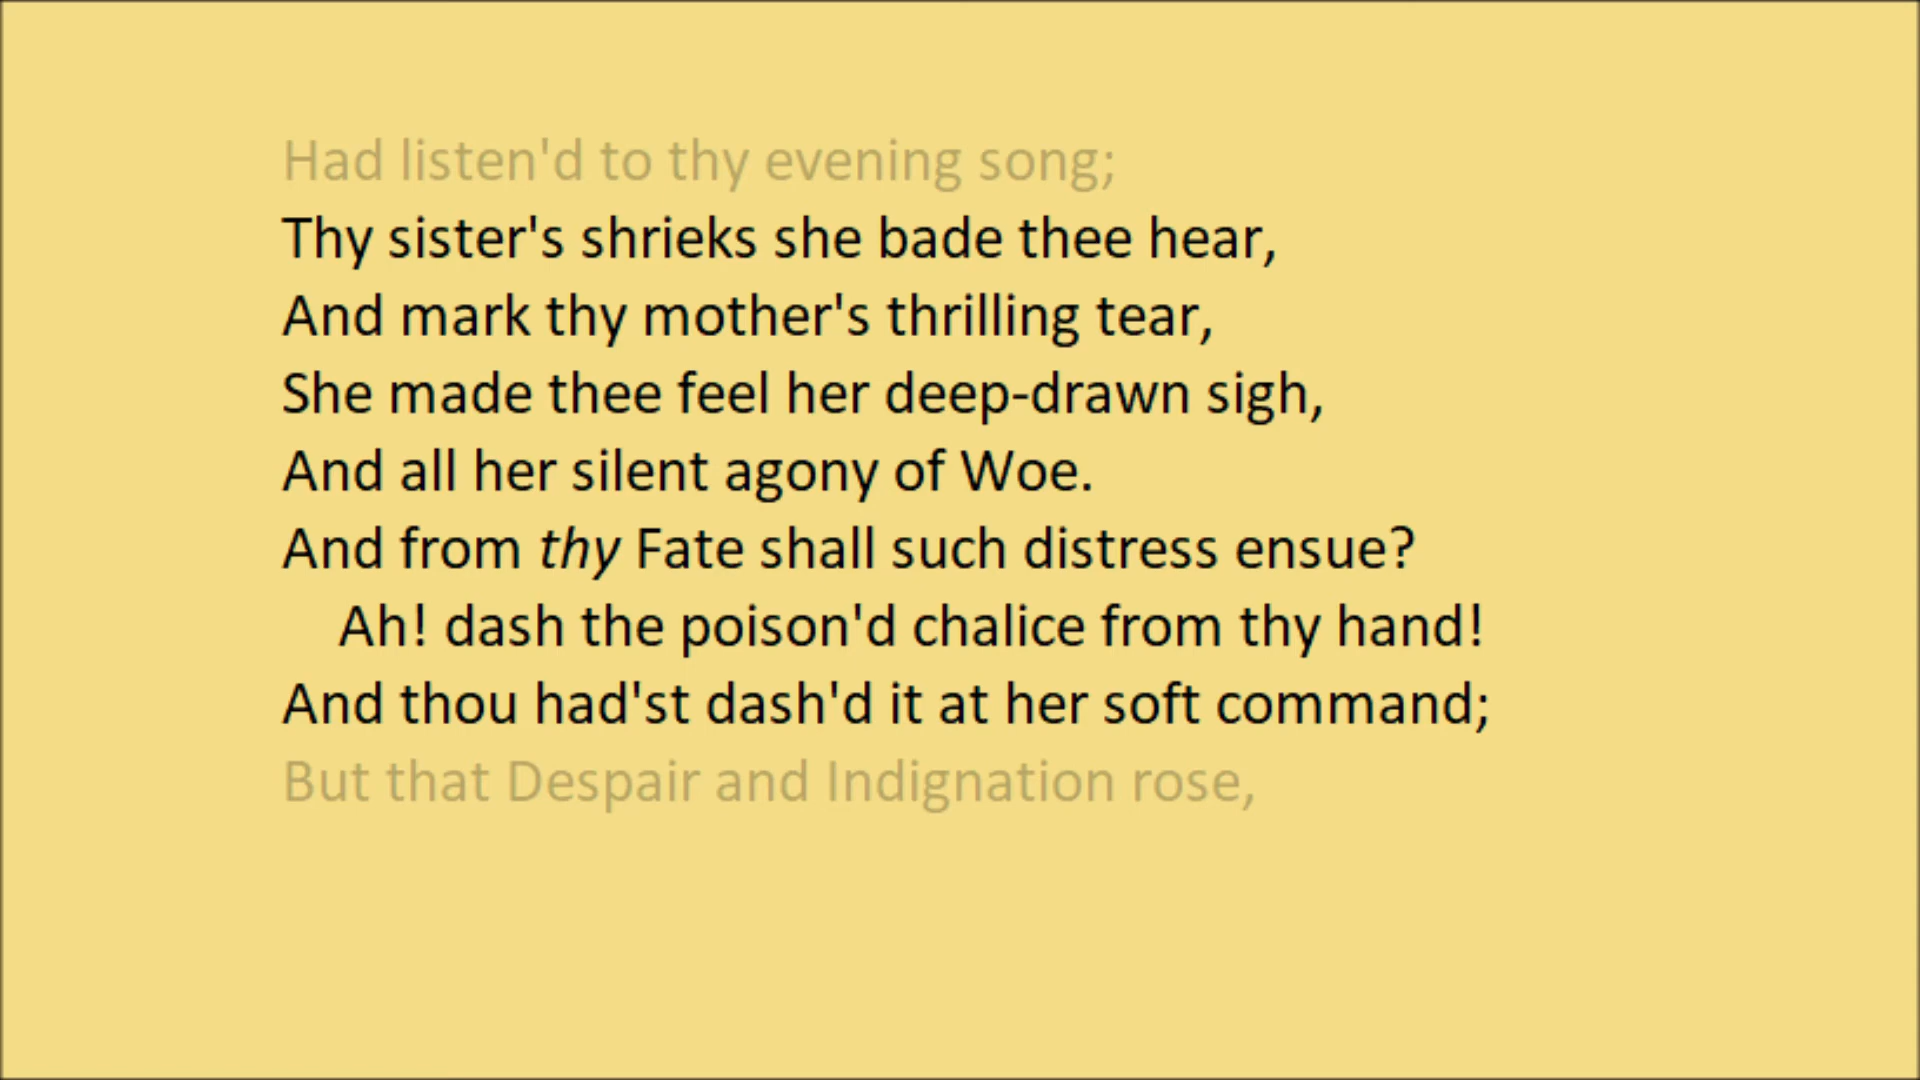 Had listen'd to thy evening song;
Thy sister's shrieks she bade thee hear,
And mark thy mother's thrilling tear,
She made thee feel her deep-drawn sigh,
And all her silent agony of Woe.
And from thy Fate shall such distress ensue?
Ah! dash the poison'd chalice from thy hand!
And thou had'st dash'd it at her soft command;
But that Despair and Indignation rose,